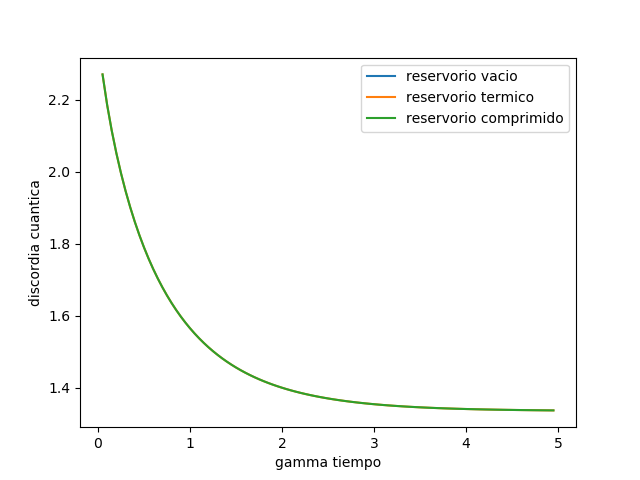 reservorio vacio
reservorio termico
reservorio comprimido
discordia cuantica
2.2
2.0
1.8
1.6
1.4
0
1
2
3
4
5
gamma tiempo